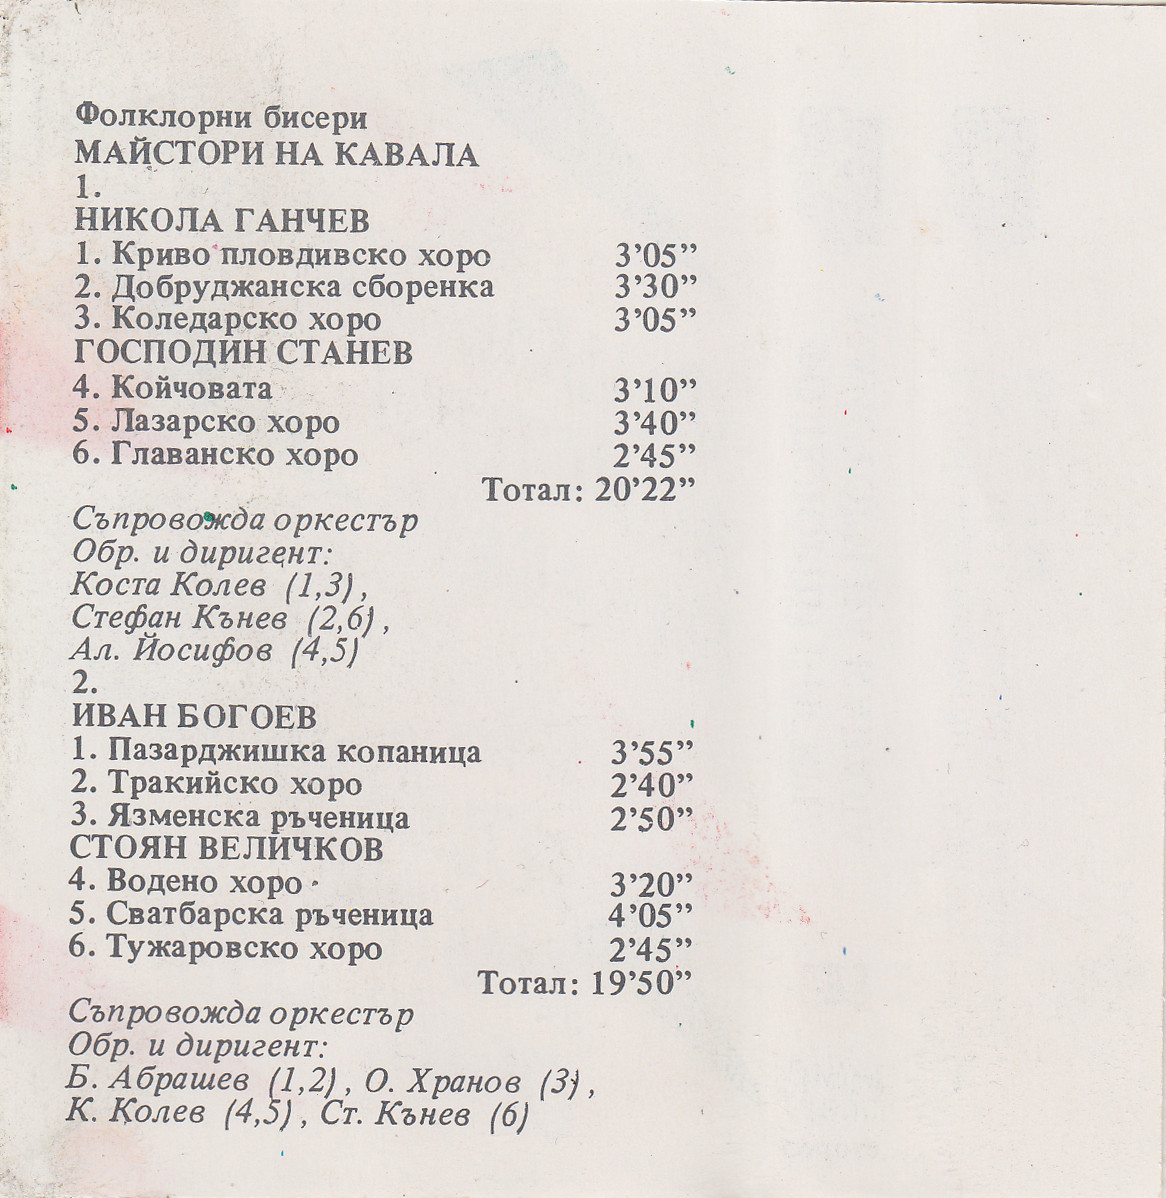 Фолклорни бисери
МАЙСТОРИ НА КАВАЛА
1.
НИКОЛА ГАНЧЕВ
1. Криво пловдивско хоро 3’05”
2. Добруджанска сборенка 3’30”
3. Коледарско хоро 3’05”
ГОСПОДИН СТАНЕВ
4. Койчовата 3’10”
5. Лазарско хоро 3’40”
6. Главанско хоро 2’45”
Тотал: 20’22”
Съпровожда оркестър
Обр. и диригент:
Коста Колев (1,3),
Стефан Кънев (2,6),
Ал. Йосифов (4,5)
2.
ИВАН БОГОЕВ
1. Пазарджишка копаница 3’55”
2. Тракийско хоро 2’40”
3. Язменска ръченица 2’50”
СТОЯН ВЕЛИЧКОВ
4. Водено хоро 3’20”
5. Сватбарска ръченица 4’05”
6. Тужаровско хоро 2’45”
Тотал: 19’50”
Съпровожда оркестър
Обр. и диригент:
Б. Абрашев (1,2), О. Хранов (3),
К. Колев (4,5), Ст. Кънев (6)